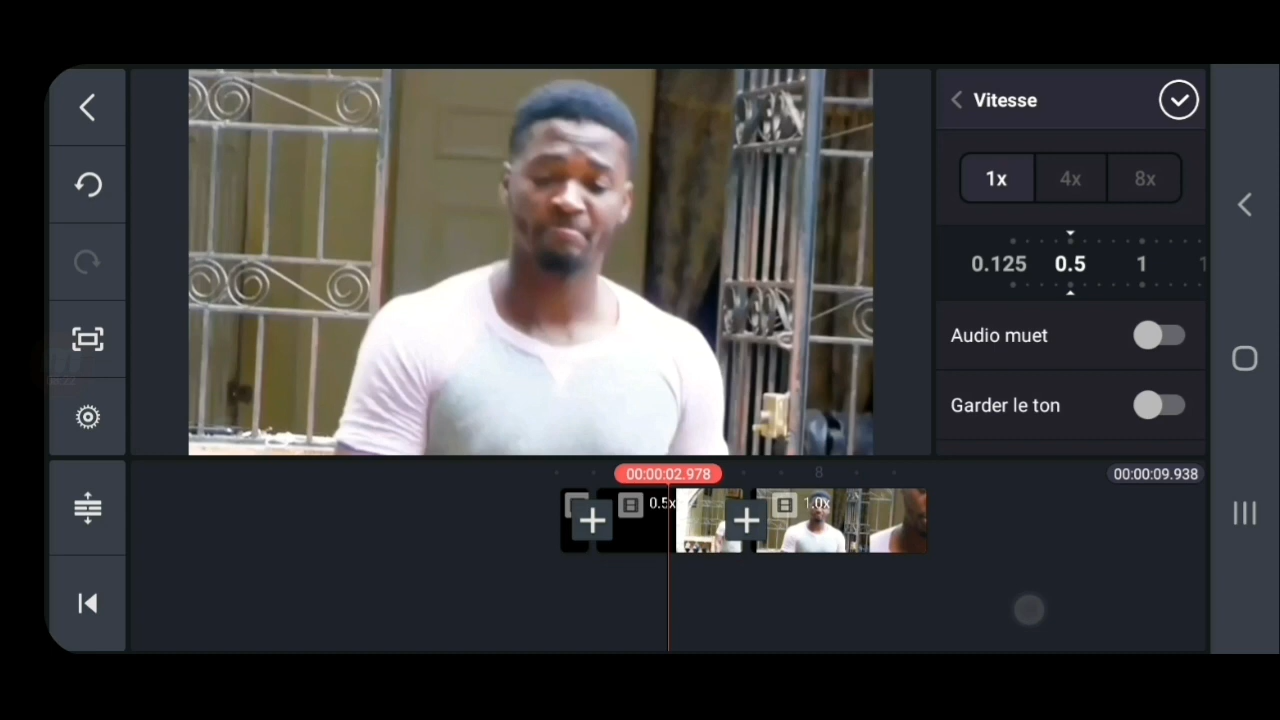 Vitesse
1x 4x 8x
0.125 0.5 1
Audio muet
Garder le ton
00:00:02.978 8 00:00:09.938
0.5x 1.0x